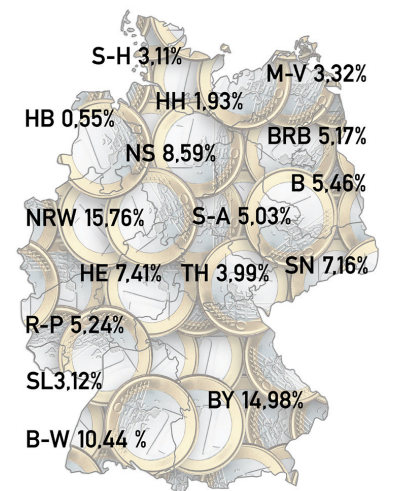 S-H 3,11%
M-V 3,32%
HH 1,93%
HB 0,55%
BRB 5,17%
NS 8,59%
B 5,46%
NRW 15,76%
S-A 5,03%
HE 7,41%
TH 3,99%
SN 7,16%
R-P 5,24%
SL3,12%
BY 14,98%
B-W 10,44 %